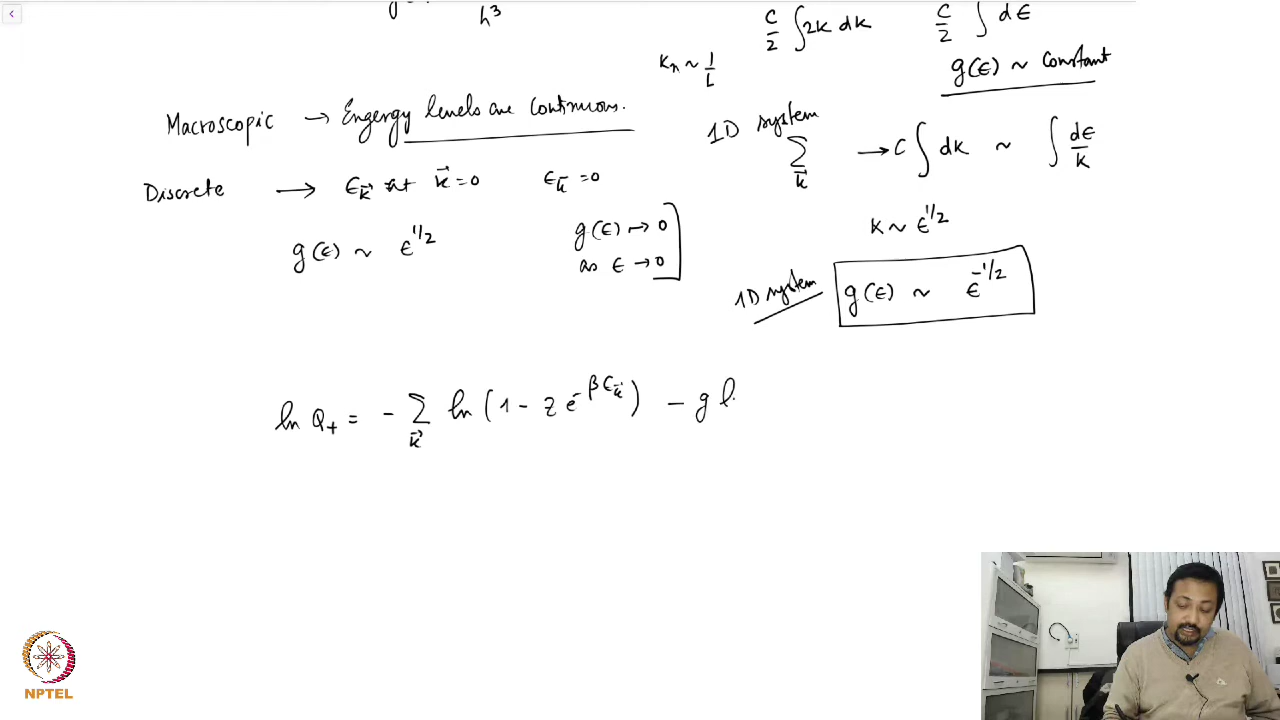 h³
C/2 ∫ 2k dk
C/2 ∫ dϵ
kₙ ~ 1/L
g(ϵ) ~ constant
Macroscopic → Engergy levels are continuous.
1D system
∑_k⃗ → C ∫ dk ~ ∫ dϵ/k
Discrete → ϵ_k⃗ at k⃗=0 ϵ_k⃗ =0
k ~ ϵ^1/2
g(ϵ) ~ ϵ^1/2
g(ϵ) → 0
as ϵ → 0
1D system g(ϵ) ~ ϵ^-1/2
ln Q₊ = - ∑_k⃗ ln (1 - z e^-βϵ_k⃗) - g l
NPTEL